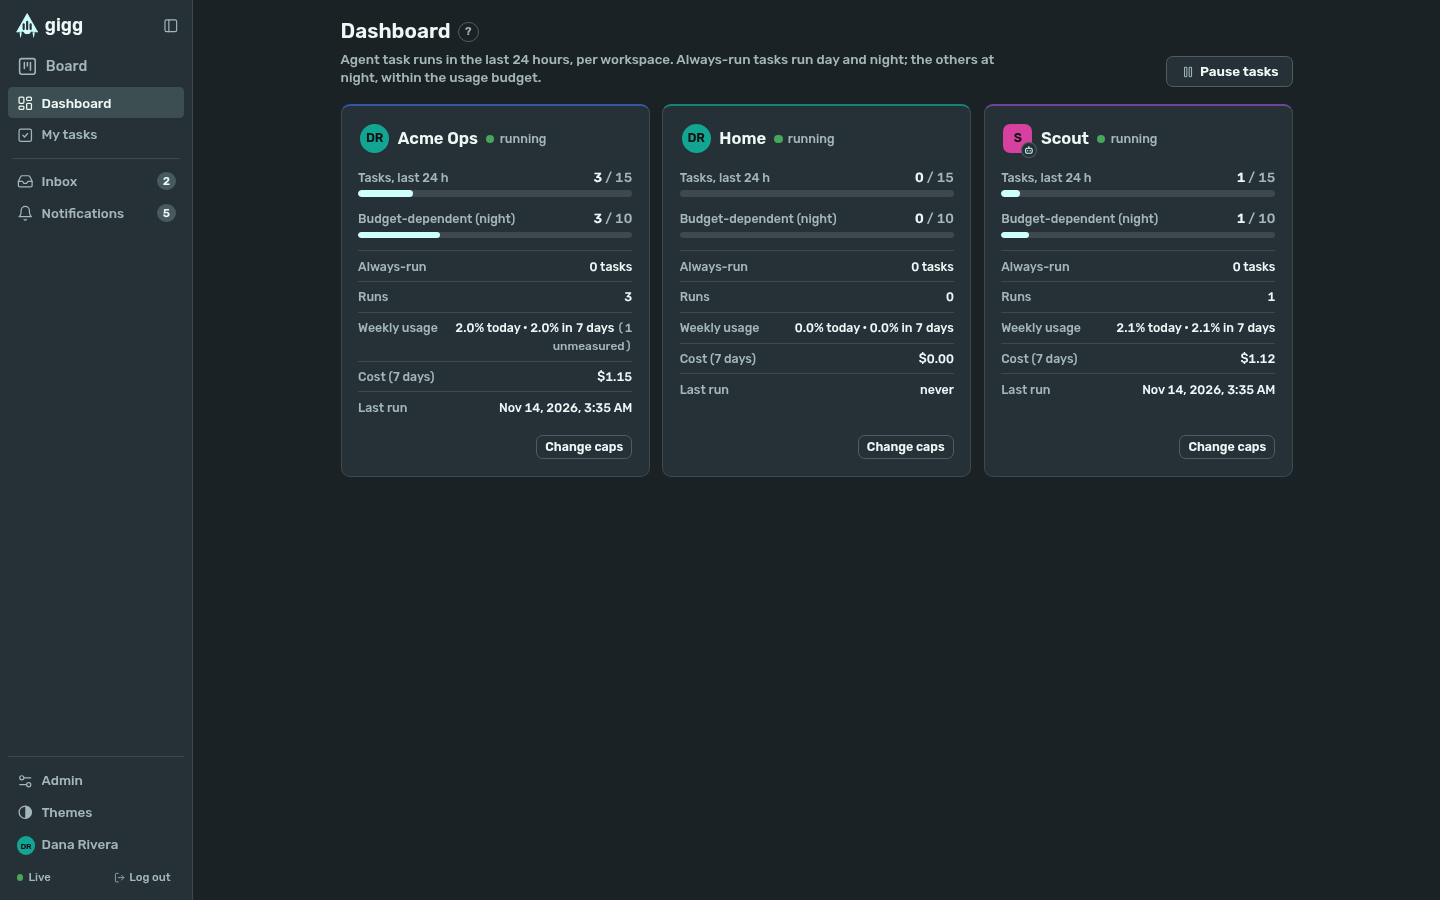 gigg
Board
Dashboard
My tasks
Inbox 2
Notifications 5
Admin
Themes
DR Dana Rivera
Live Log out
Dashboard ?
Agent task runs in the last 24 hours, per workspace. Always-run tasks run day and night; the others at
night, within the usage budget.
Pause tasks
DR Acme Ops running
Tasks, last 24 h 3 / 15
Budget-dependent (night) 3 / 10
Always-run 0 tasks
Runs 3
Weekly usage 2.0% today • 2.0% in 7 days (1
unmeasured)
Cost (7 days) $1.15
Last run Nov 14, 2026, 3:35 AM
Change caps
DR Home running
Tasks, last 24 h 0 / 15
Budget-dependent (night) 0 / 10
Always-run 0 tasks
Runs 0
Weekly usage 0.0% today • 0.0% in 7 days
Cost (7 days) $0.00
Last run never
Change caps
S Scout running
Tasks, last 24 h 1 / 15
Budget-dependent (night) 1 / 10
Always-run 0 tasks
Runs 1
Weekly usage 2.1% today • 2.1% in 7 days
Cost (7 days) $1.12
Last run Nov 14, 2026, 3:35 AM
Change caps